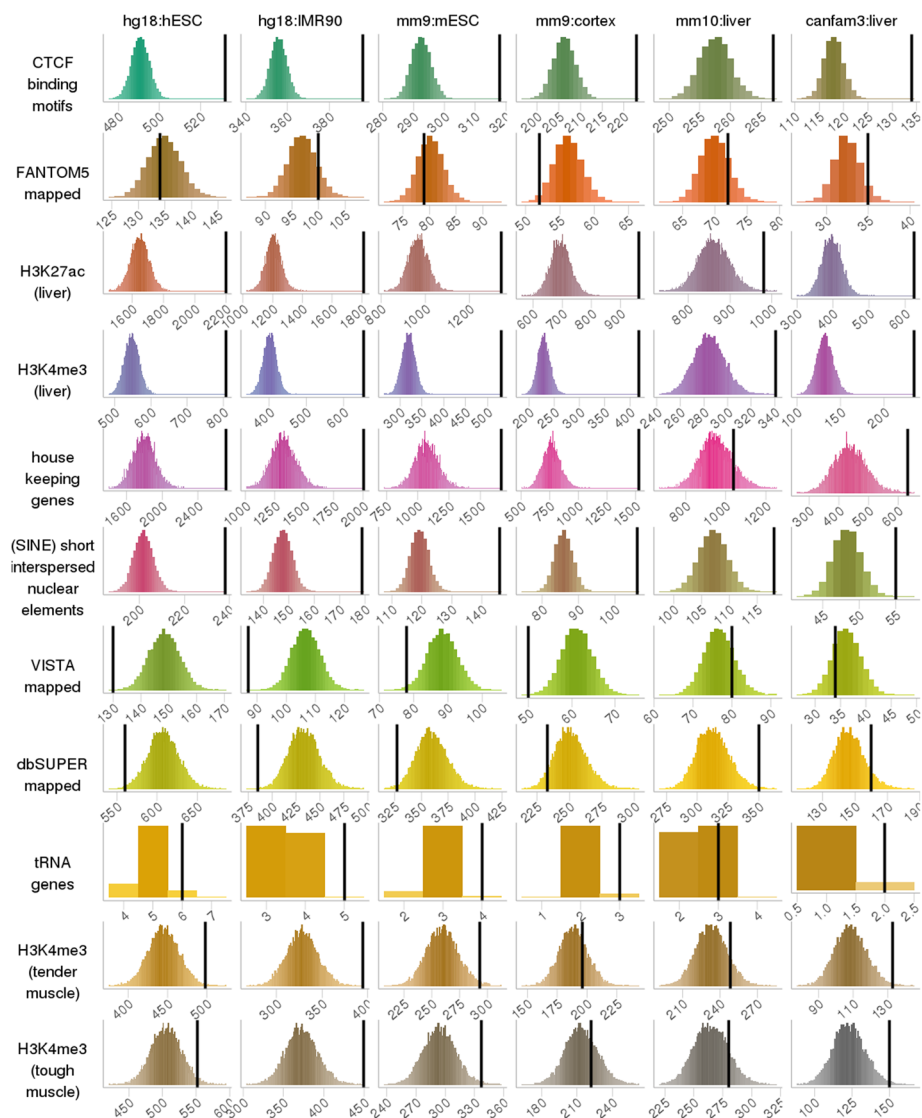 hg18:hESC hg18:IMR90 mm9:mESC mm9:cortex mm10:liver canfam3:liver
CTCF
binding
motifs
480 500 520 340 360 380 280 290 300 310 320 200 205 210 215 220 250 255 260 265 110 115 120 125 130 135
FANTOM5
mapped
125 130 135 140 145 90 95 100 105 75 80 85 90 50 55 60 65 65 70 75 80 30 35 40
H3K27ac
(liver)
1600 1800 2000 2200 1000 1200 1400 1600 1800 800 1000 1200 600 700 800 900 800 900 1000 300 400 500 600
H3K4me3
(liver)
500 600 700 800 400 500 600 300 350 400 450 500 200 250 300 350 400 240 260 280 300 320 340 100 150 200
house
keeping
genes
1600 2000 2400 1000 1250 1500 1750 2000 750 1000 1250 1500 500 750 1000 1250 1500 800 1000 1200 300 400 500 600
(SINE) short
interspersed
nuclear
elements
200 220 240 140 150 160 170 180 110 120 130 140 80 90 100 100 105 110 115 45 50 55
VISTA
mapped
130 140 150 160 170 90 100 110 120 70 80 90 100 50 60 70 60 70 80 90 25 30 35 40 45 50
dbSUPER
mapped
550 600 650 375 400 425 450 475 500 325 350 375 400 425 225 250 275 300 275 300 325 350 130 150 170 190
tRNA
genes
4 5 6 7 3 4 5 2 3 4 1 2 3 2 3 4 0.5 1.0 1.5 2.0 2.5
H3K4me3
(tender
muscle)
400 450 500 300 350 400 225 250 275 300 150 175 200 225 210 240 270 90 110 130
H3K4me3
(tough
muscle)
450 500 550 600 300 350 400 450 240 270 300 330 360 180 210 240 225 250 275 300 325 100 125 150